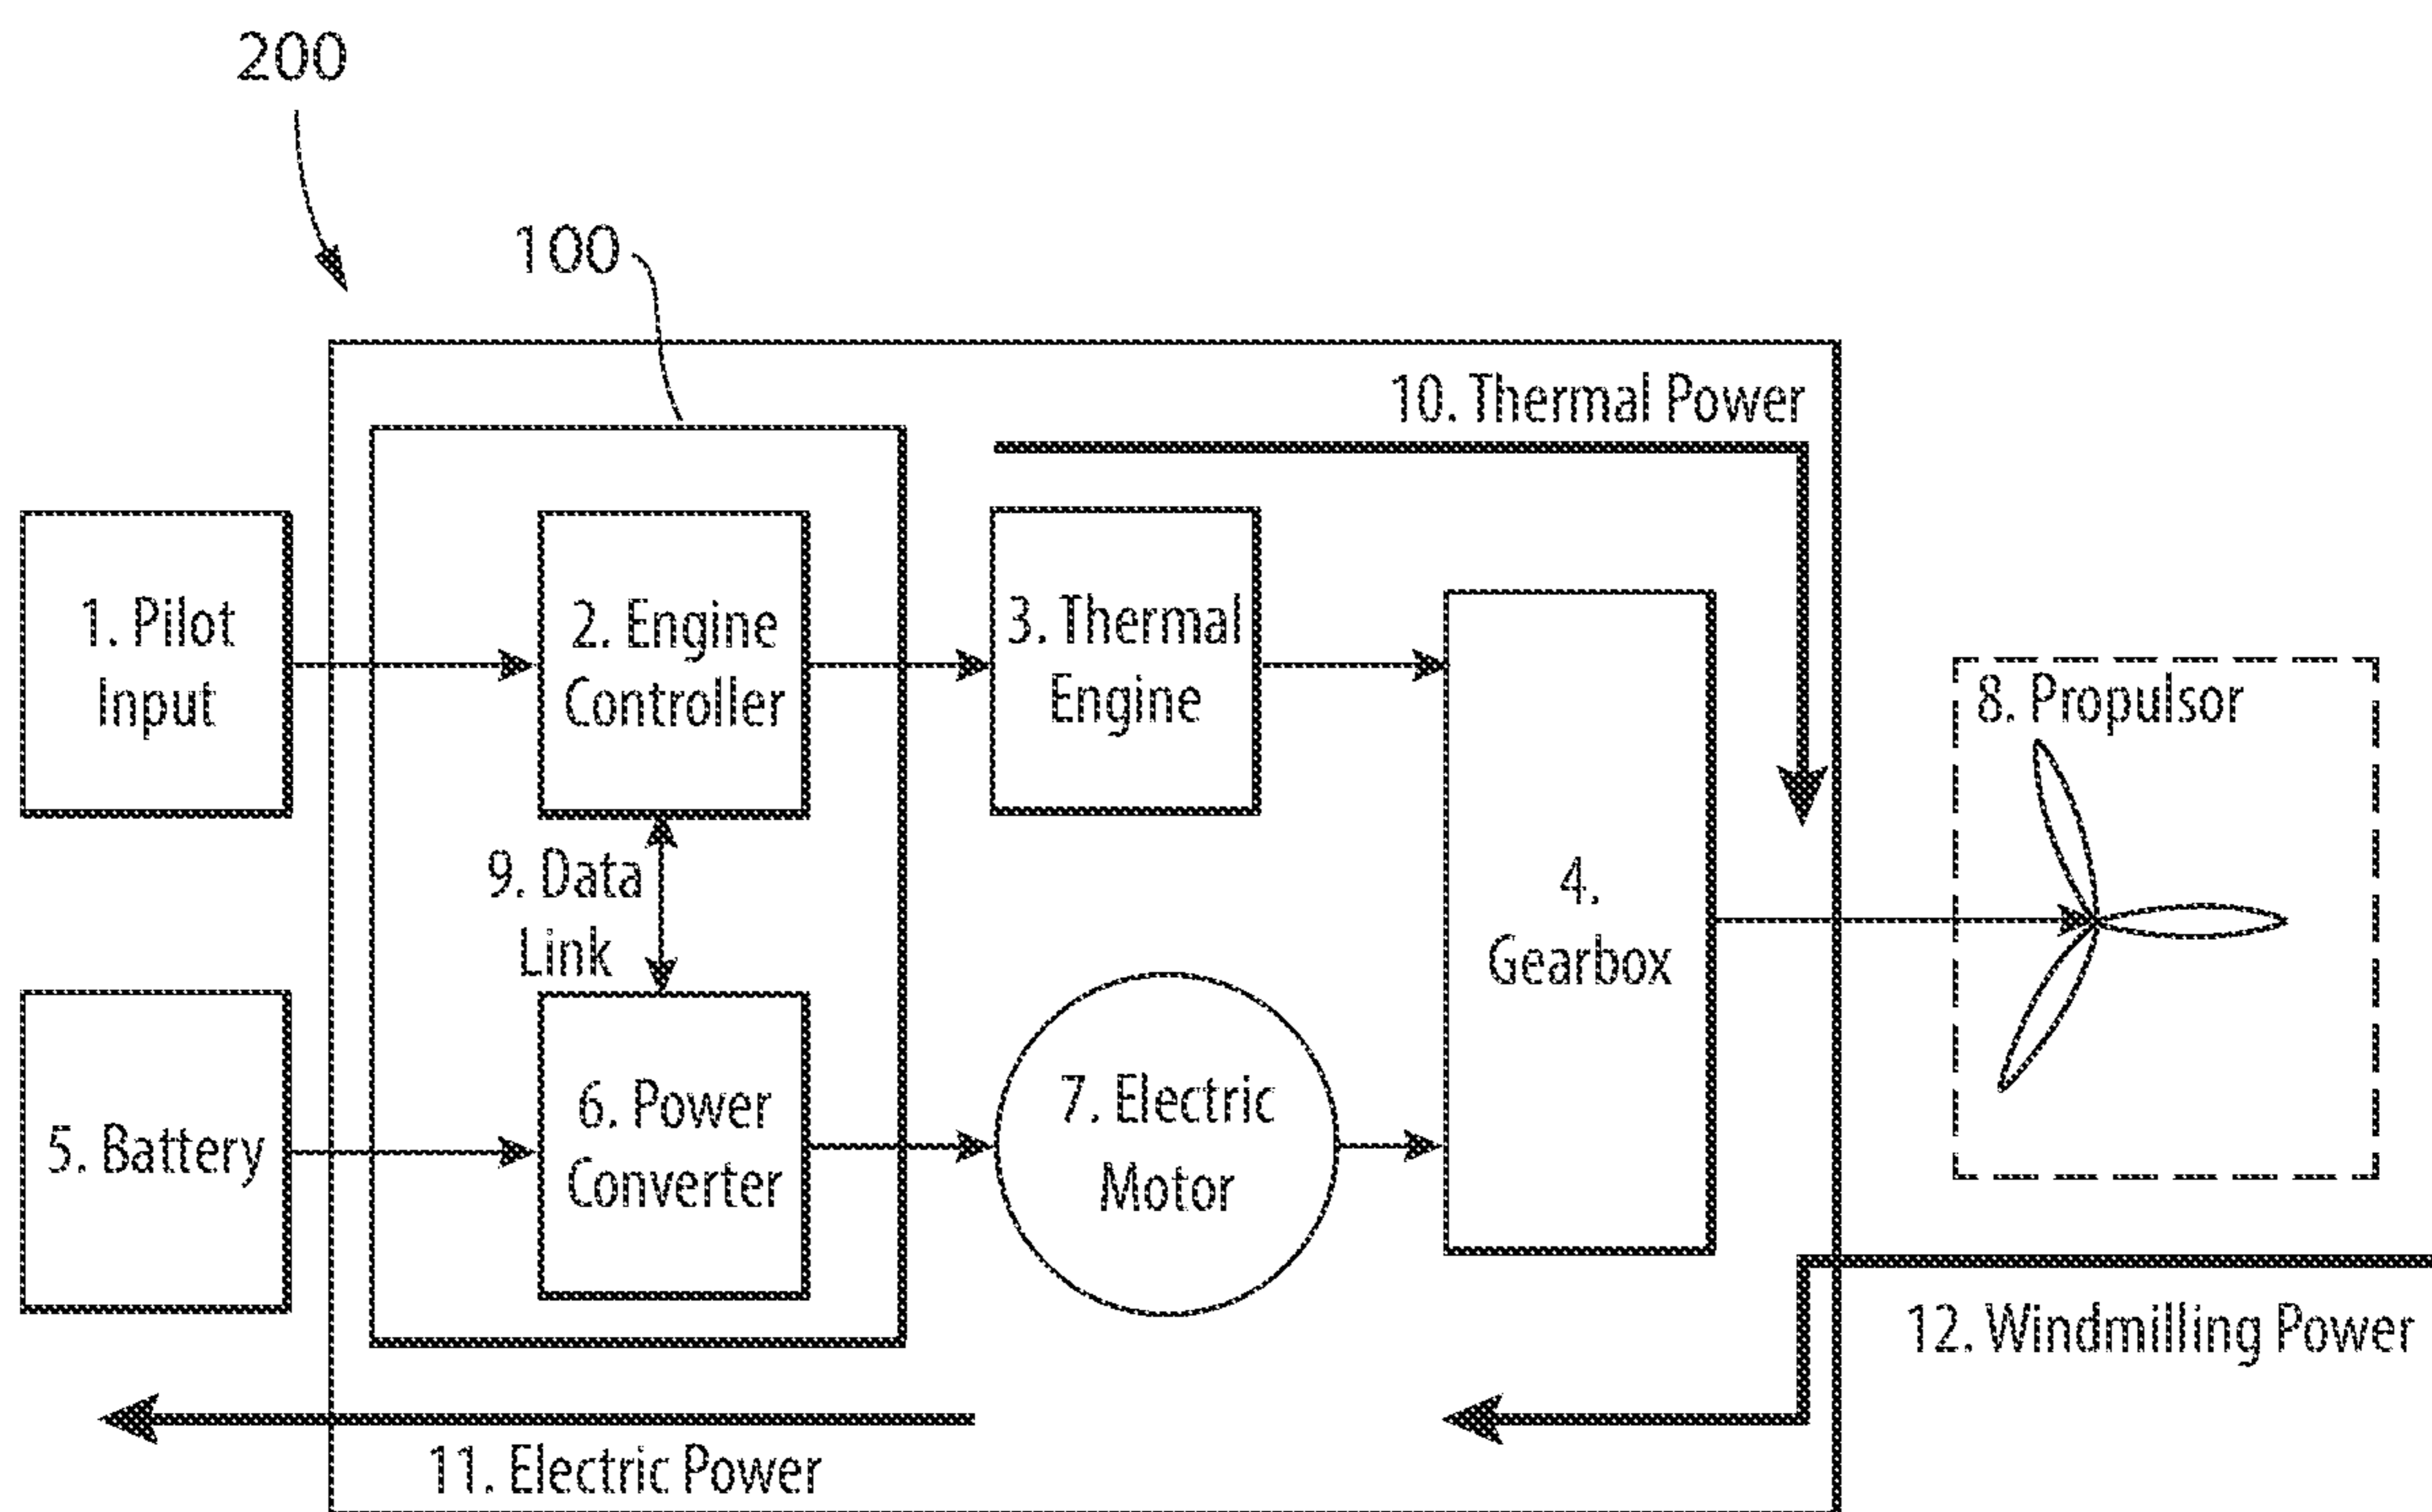 200
100
10. Thermal Power
1. Pilot
Input
2. Engine
Controller
3. Thermal
Engine
8. Propulsor
9. Data
Link
4.
Gearbox
5. Battery
6. Power
Converter
7. Electric
Motor
12. Windmilling Power
11. Electric Power